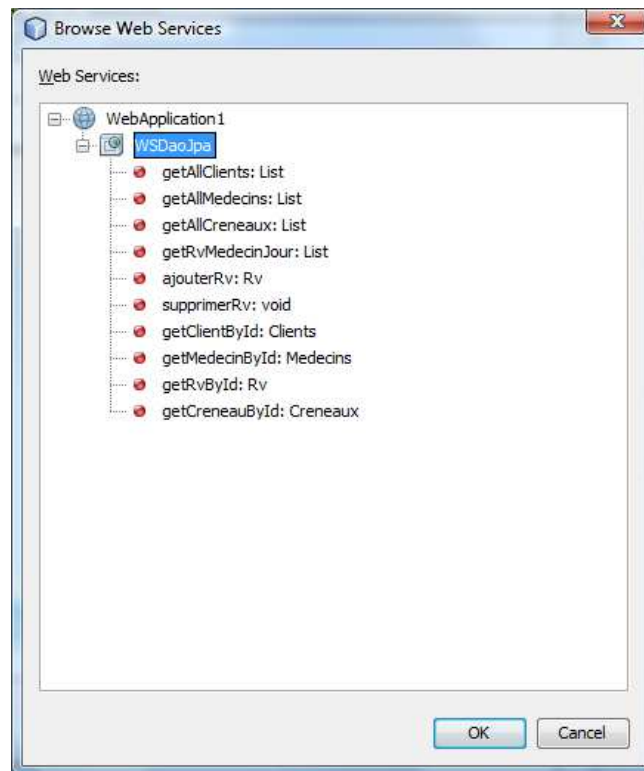 Browse Web Services
Web Services:
WebApplication1
WSDaoJpa
getAllClients: List
getAllMedecins: List
getAllCreneaux: List
getRvMedecinJour: List
ajouterRv: Rv
supprimerRv: void
getClientById: Clients
getMedecinById: Medecins
getRvById: Rv
getCreneauById: Creneaux
OK Cancel